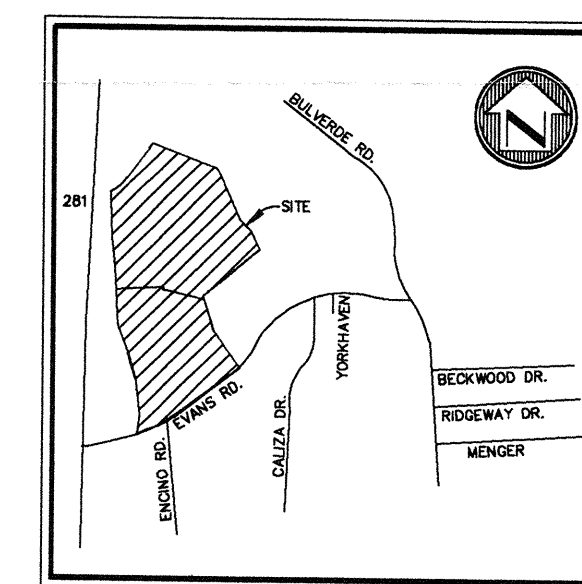 BULVERDE RD.
N
281
SITE
YORKHAVEN
BECKWOOD DR.
EVANS RD.
RIDGEWAY DR.
CALIZA DR.
MENGER
ENCINO RD.